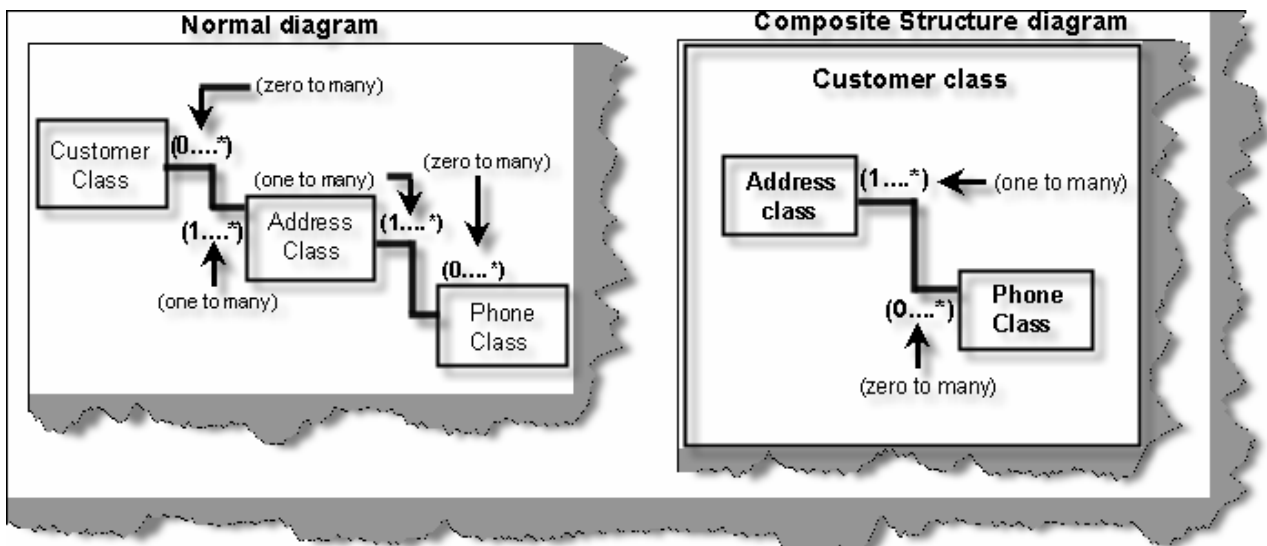 Normal diagram
(zero to many)
Customer
Class
(0....*)
(zero to many)
(one to many)
(1....*)
Address
Class
(1....*)
(0....*)
(one to many)
Phone
Class
Composite Structure diagram
Customer class
Address
class
(1....*)
(one to many)
(0....*)
Phone
Class
(zero to many)